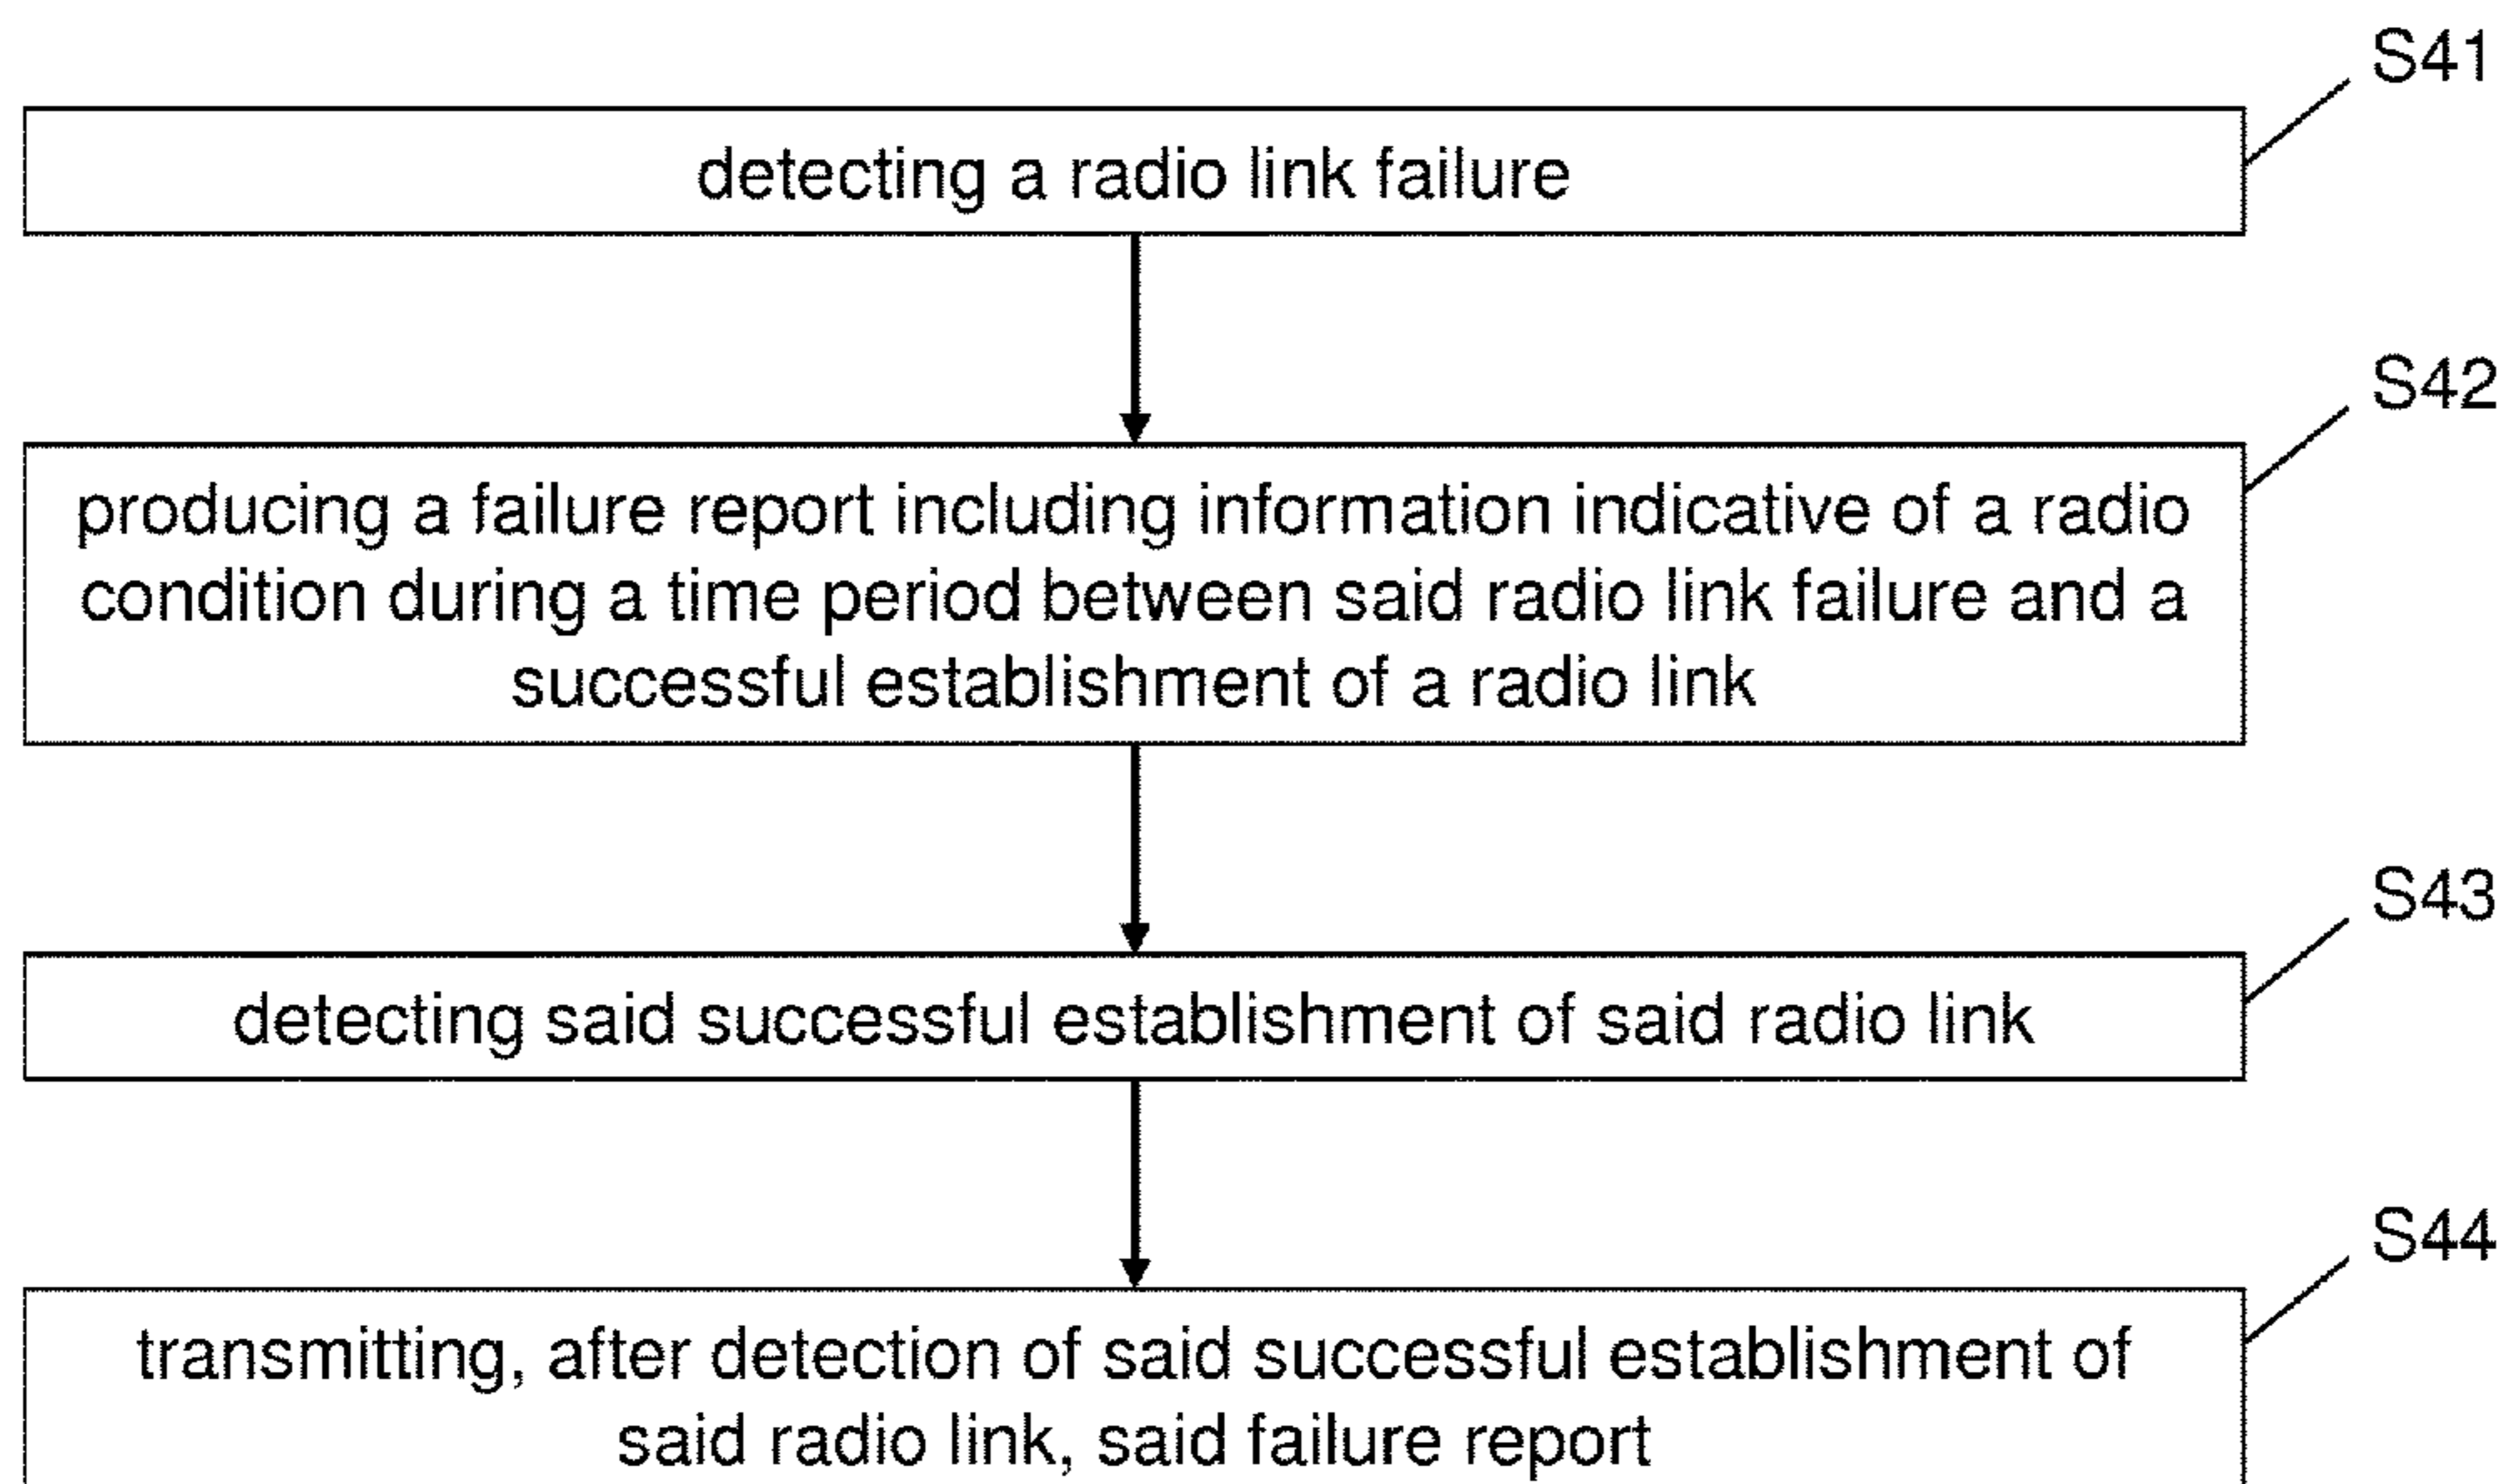 S41
detecting a radio link failure
S42
producing a failure report including information indicative of a radio
condition during a time period between said radio link failure and a
successful establishment of a radio link
S43
detecting said successful establishment of said radio link
S44
transmitting, after detection of said successful establishment of
said radio link, said failure report